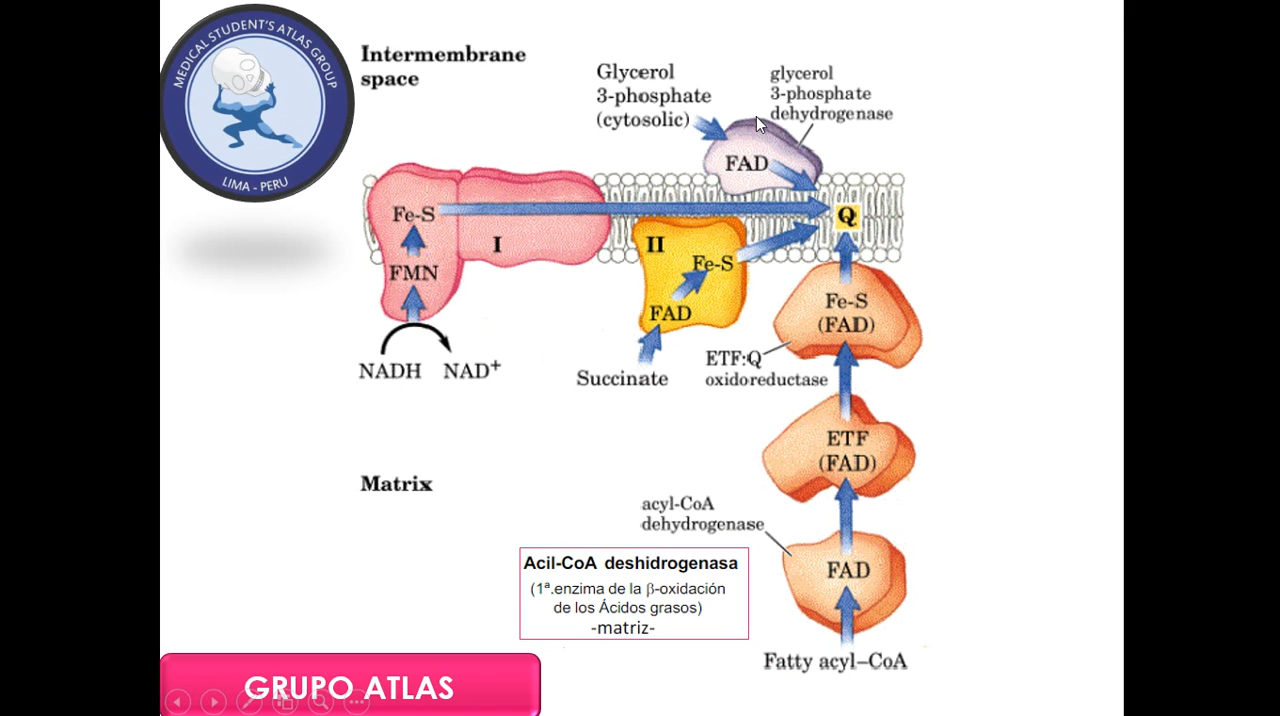 MEDICAL STUDENT'S ATLAS GROUP
LIMA - PERU
Intermembrane
space
Glycerol
3-phosphate
(cytosolic)
glycerol
3-phosphate
dehydrogenase
FAD
Fe-S
I
FMN
NADH
NAD+
II
Fe-S
FAD
Succinate
Q
Fe-S
(FAD)
ETF:Q
oxidoreductase
ETF
(FAD)
Matrix
acyl-CoA
dehydrogenase
FAD
Fatty acyl–CoA
Acil-CoA deshidrogenasa
(1ª.enzima de la β-oxidación
de los Ácidos grasos)
-matriz-
GRUPO ATLAS